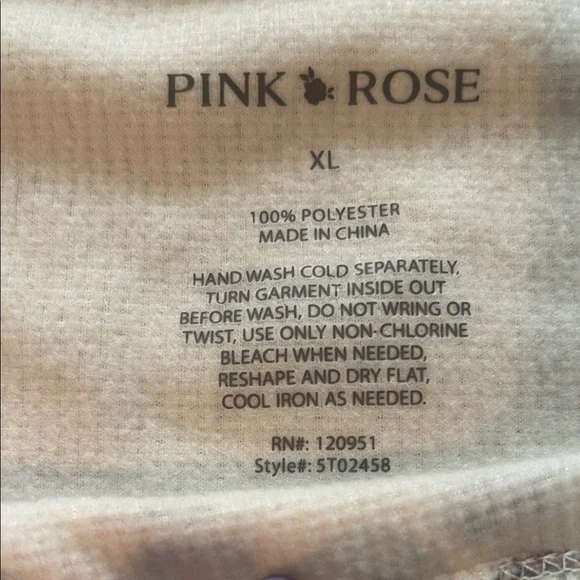 PINK ROSE
XL
100% POLYESTER
MADE IN CHINA
HAND WASH COLD SEPARATELY,
TURN GARMENT INSIDE OUT
BEFORE WASH, DO NOT WRING OR
TWIST, USE ONLY NON-CHLORINE
BLEACH WHEN NEEDED,
RESHAPE AND DRY FLAT,
COOL IRON AS NEEDED.
RN#: 120951
Style#: 5T02458